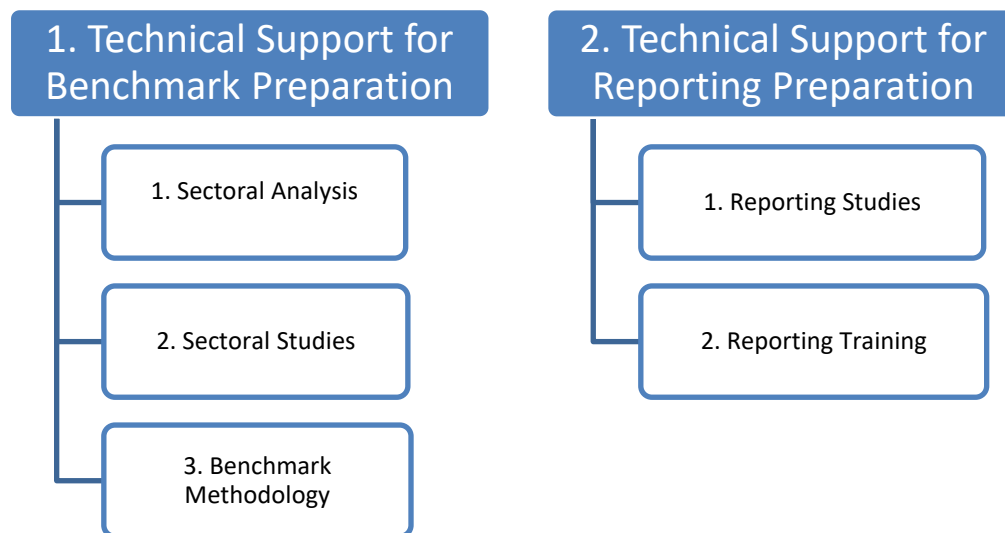 1. Technical Support for
Benchmark Preparation
1. Sectoral Analysis
2. Sectoral Studies
3. Benchmark
Methodology
2. Technical Support for
Reporting Preparation
1. Reporting Studies
2. Reporting Training